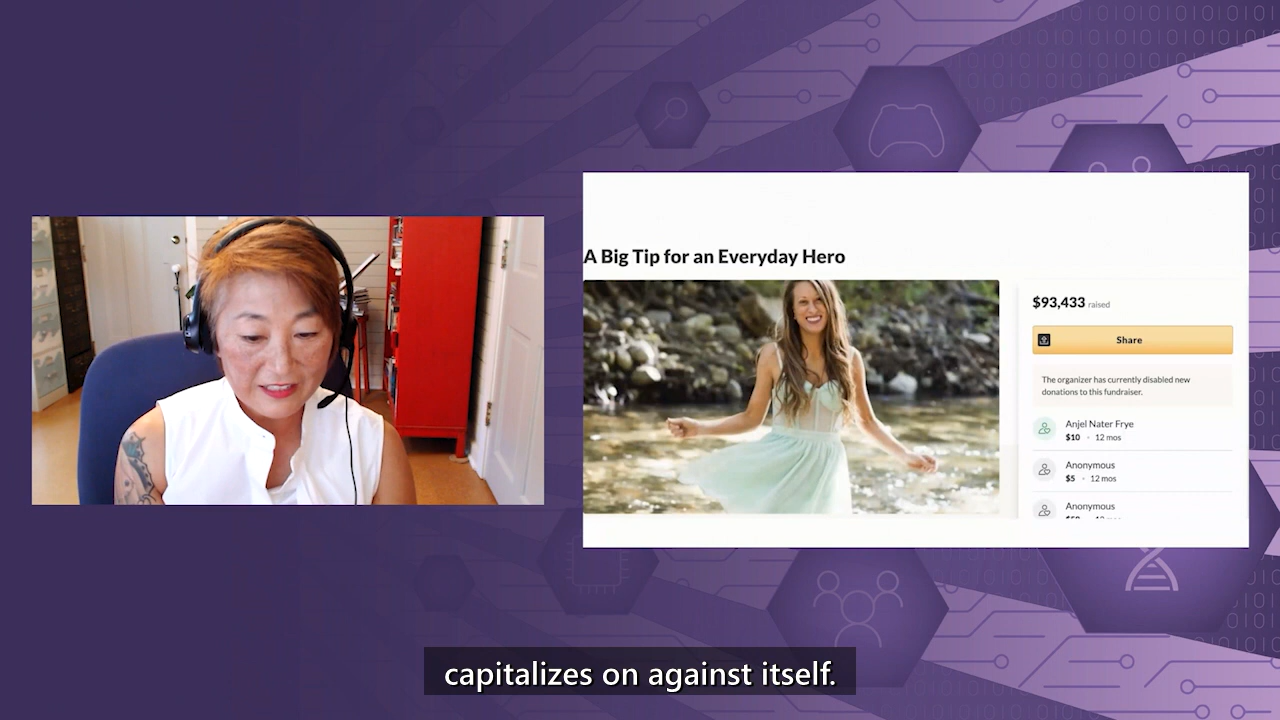 A Big Tip for an Everyday Hero
$93,433 raised
Share
The organizer has currently disabled new
donations to this fundraiser.
Anjel Nater Frye
$10 • 12 mos
Anonymous
$5 • 12 mos
Anonymous
capitalizes on against itself.